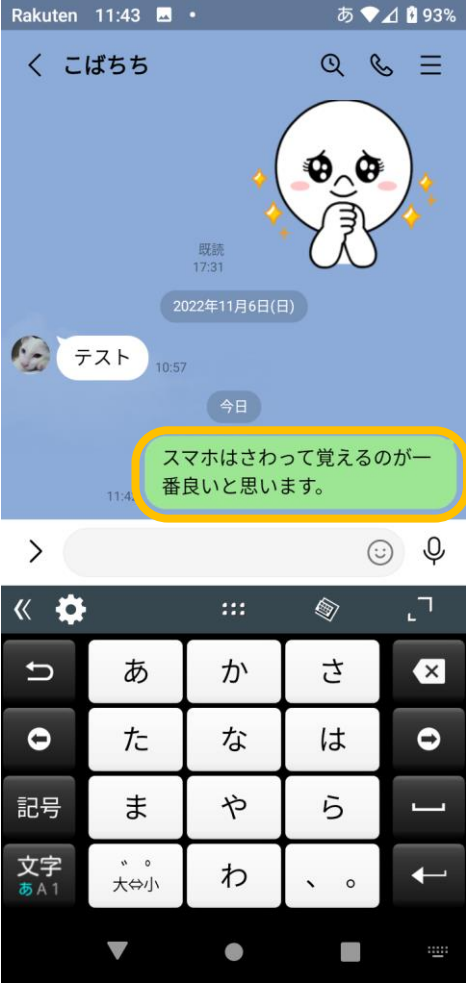 Rakuten 11:43 あ 93%
こばちち
既読
17:31
2022年11月6日(日)
テスト
10:57
今日
スマホはさわって覚えるのが一
番良いと思います。
11:42
あ か さ
た な は
記号 ま や ら
文字 ゛゜ わ 、。
あA1 大⇔小